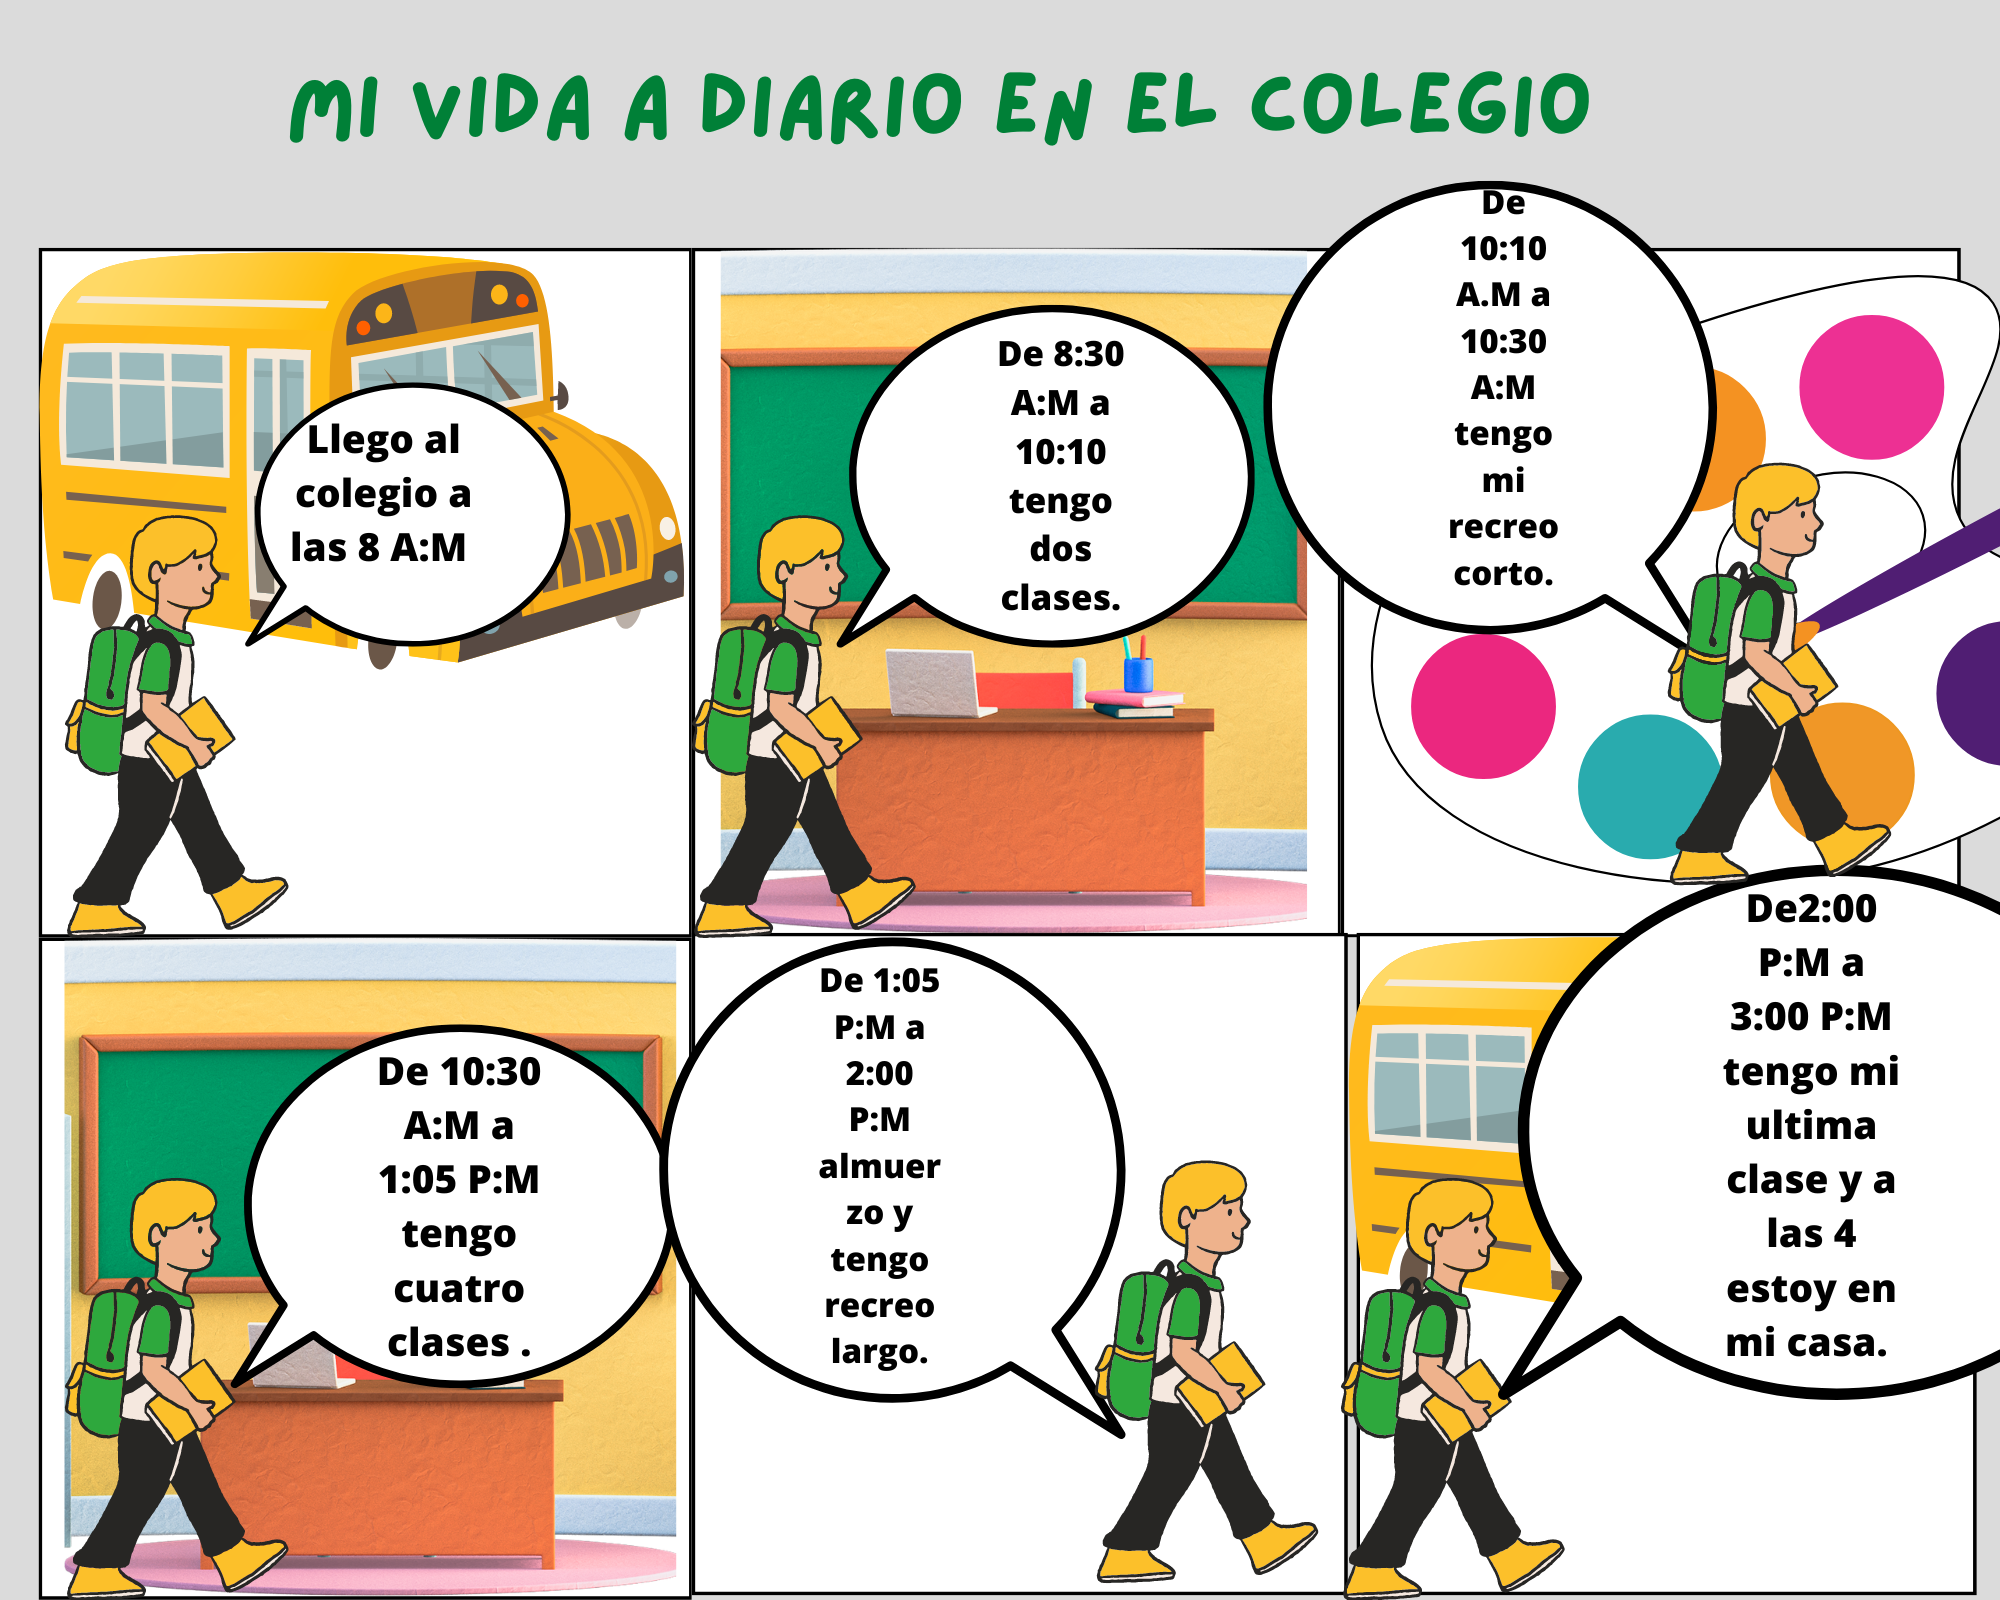 MI VIDA A DIARIO EN EL COLEGIO
Llego al
colegio a
las 8 A:M
De 8:30
A:M a
10:10
tengo
dos
clases.
De
10:10
A.M a
10:30
A:M
tengo
mi
recreo
corto.
De 10:30
A:M a
1:05 P:M
tengo
cuatro
clases .
De 1:05
P:M a
2:00
P:M
almuer
zo y
tengo
recreo
largo.
De2:00
P:M a
3:00 P:M
tengo mi
ultima
clase y a
las 4
estoy en
mi casa.